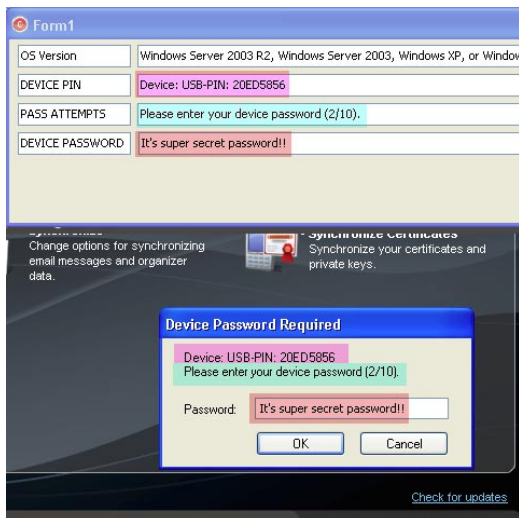 Form1
OS Version Windows Server 2003 R2, Windows Server 2003, Windows XP, or Window
DEVICE PIN Device: USB-PIN: 20ED5856
PASS ATTEMPTS Please enter your device password (2/10).
DEVICE PASSWORD It's super secret password!!
Synchronize
Change options for synchronizing
email messages and organizer
data.
Synchronize Certificates
Synchronize your certificates and
private keys.
Device Password Required
Device: USB-PIN: 20ED5856
Please enter your device password (2/10).
Password: It's super secret password!!
OK Cancel
Check for updates